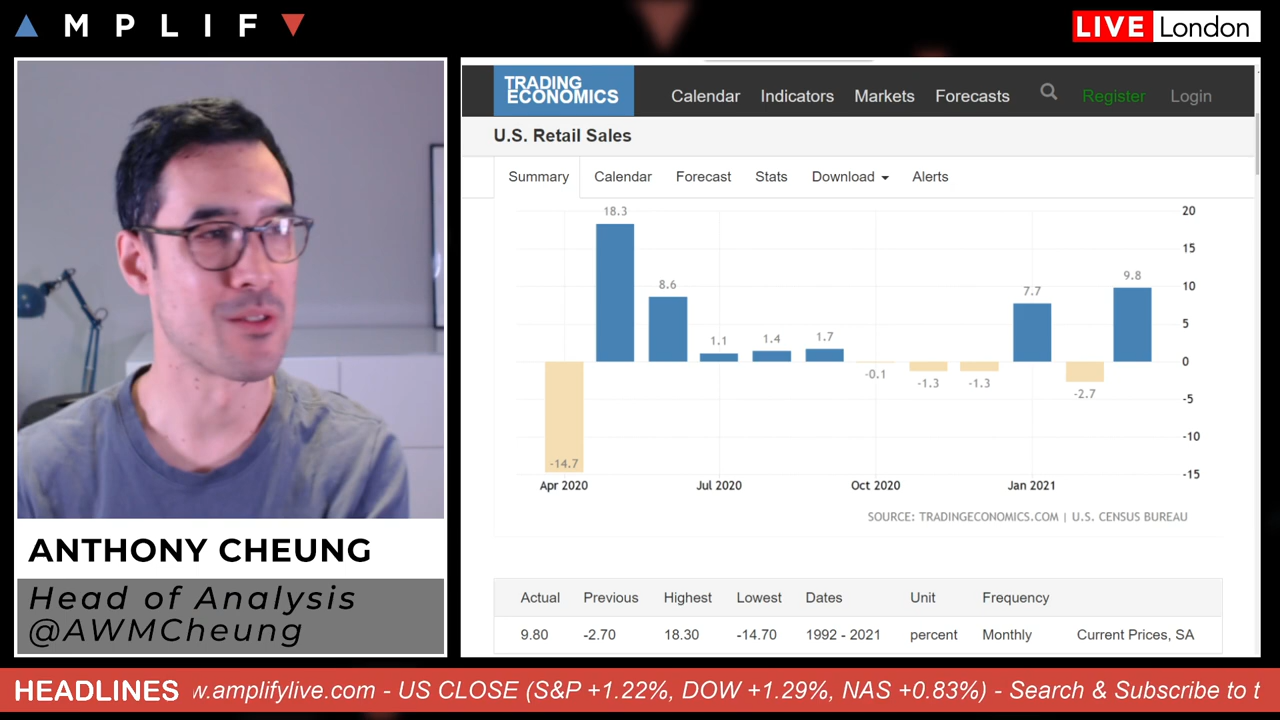 AMPLIFY
LIVE London
TRADING
ECONOMICS
Calendar Indicators Markets Forecasts Register Login
U.S. Retail Sales
Summary Calendar Forecast Stats Download Alerts
20
15
10
5
0
-5
-10
-15
18.3
8.6
1.1
1.4
1.7
-0.1
-1.3
-1.3
7.7
-2.7
9.8
-14.7
Apr 2020 Jul 2020 Oct 2020 Jan 2021
SOURCE: TRADINGECONOMICS.COM | U.S. CENSUS BUREAU
Actual Previous Highest Lowest Dates Unit Frequency
9.80 -2.70 18.30 -14.70 1992 - 2021 percent Monthly Current Prices, SA
ANTHONY CHEUNG
Head of Analysis
@AWMCheung
HEADLINES w.amplifylive.com - US CLOSE (S&P +1.22%, DOW +1.29%, NAS +0.83%) - Search & Subscribe to t